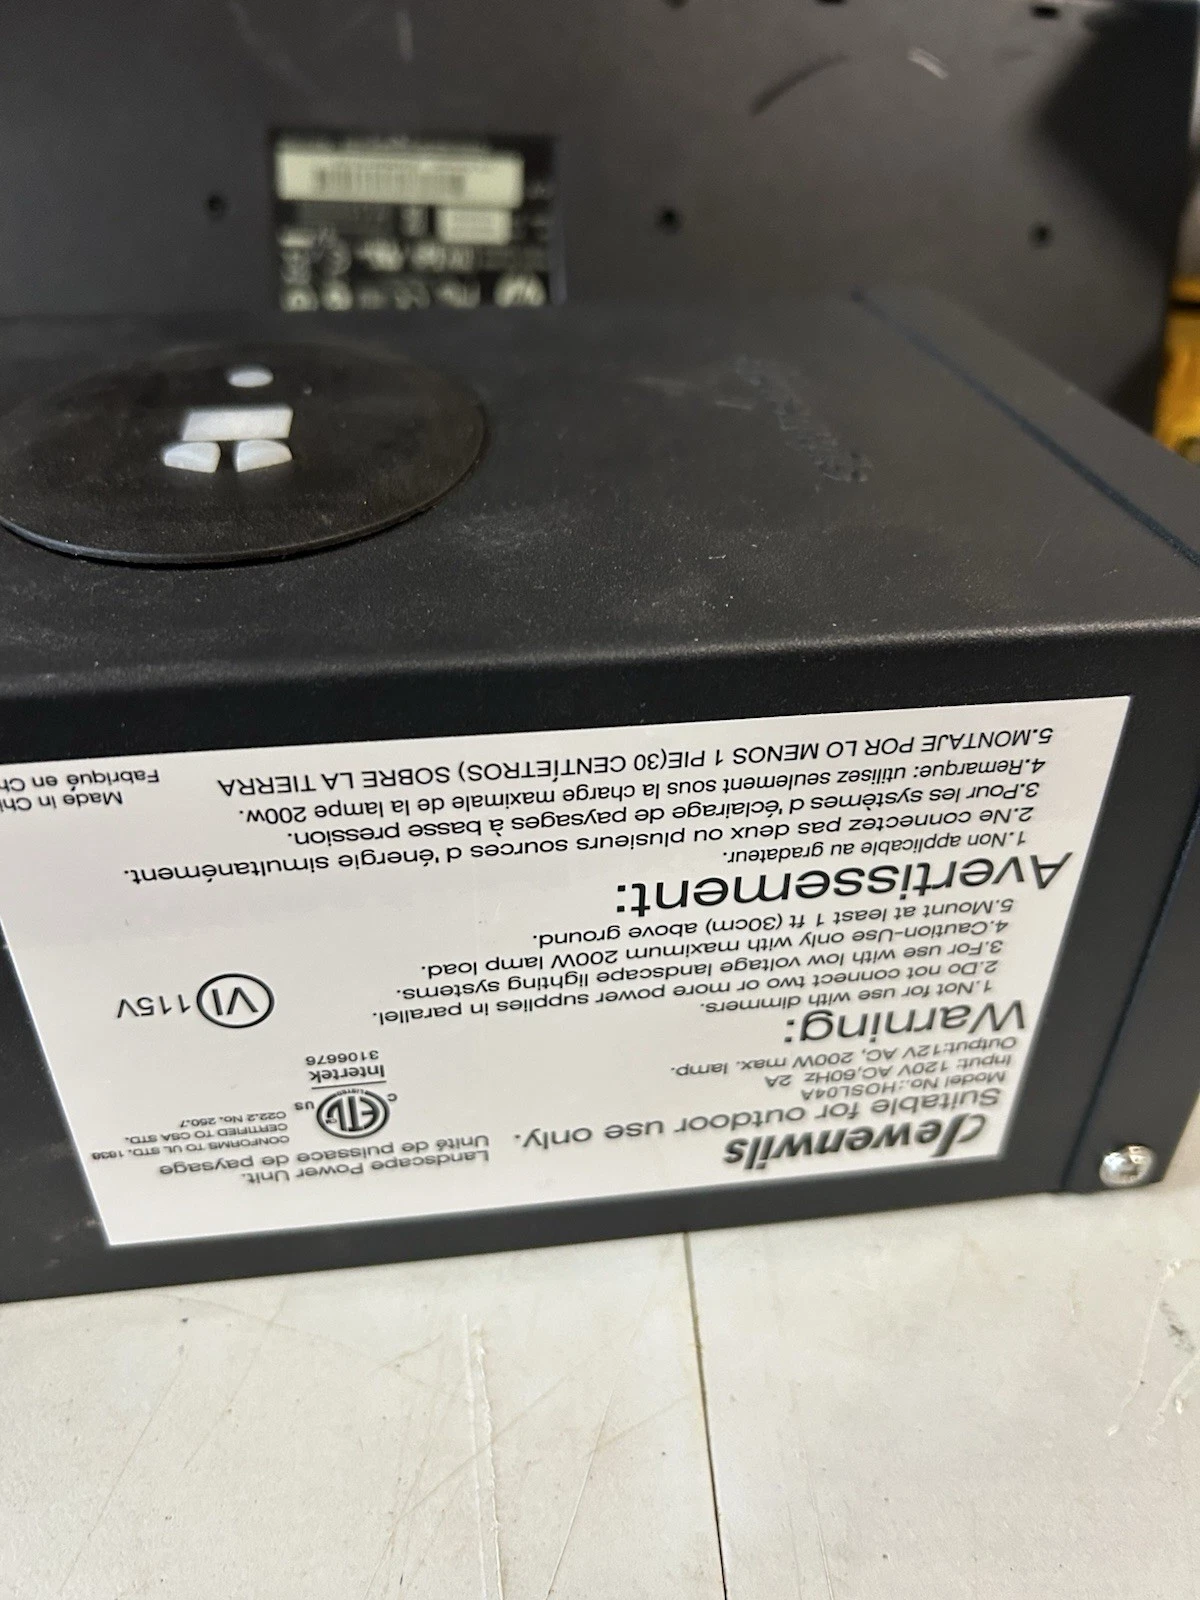 dewenwils
Suitable for outdoor use only.
Model No.:HOSL04A
Input: 120V AC,60Hz 2A
Output:12V AC, 200W max. lamp.
Landscape Power Unit.
Unité de puissace de paysage
CONFORMS TO UL STD. 1838
CERTIFIED TO CSA STD.
C22.2 No. 250.7
C ETL US
LISTED
Intertek
3106676
Warning:
1.Not for use with dimmers.
2.Do not connect two or more power supplies in parallel.
3.For use with low voltage landscape lighting systems.
4.Caution-Use only with maximum 200W lamp load.
5.Mount at least 1 ft (30cm) above ground.
VI 115V
Avertissement:
1.Non applicable au gradateur.
2.Ne connectez pas deux ou plusieurs sources d'énergie simultanément.
3.Pour les systèmes d'éclairage de paysages à basse pression.
4.Remarque: utilisez seulement sous la charge maximale de la lampe 200w.
5.MONTAJE POR LO MENOS 1 PIE(30 CENTÍETROS) SOBRE LA TIERRA
Made in Chi
Fabriqué en Ch